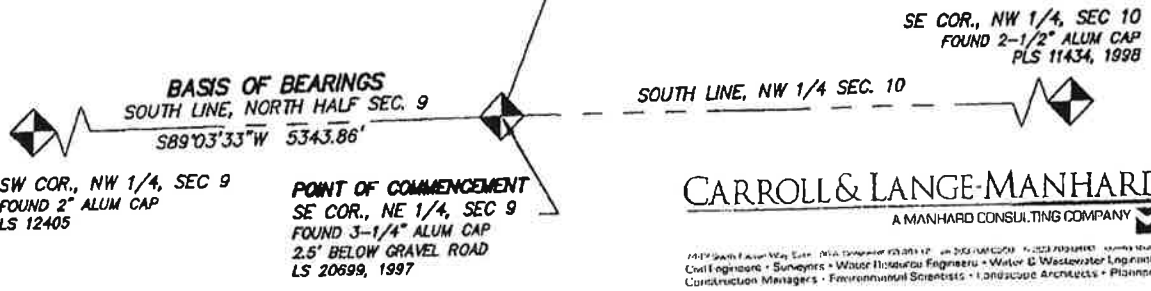 SE COR., NW 1/4, SEC 10
FOUND 2-1/2" ALUM CAP
PLS 11434, 1998
BASIS OF BEARINGS
SOUTH LINE, NORTH HALF SEC. 9
S89°03'33"W 5343.86'
SOUTH LINE, NW 1/4 SEC. 10
SW COR., NW 1/4, SEC 9
FOUND 2" ALUM CAP
LS 12405
POINT OF COMMENCEMENT
SE COR., NE 1/4, SEC 9
FOUND 3-1/4" ALUM CAP
2.5' BELOW GRAVEL ROAD
LS 20699, 1997
CARROLL & LANGE-MANHARD
A MANHARD CONSULTING COMPANY
Civil Engineers • Surveyors • Water Resource Engineers • Water & Wastewater Engineers
Construction Managers • Environmental Scientists • Landscape Architects • Planners